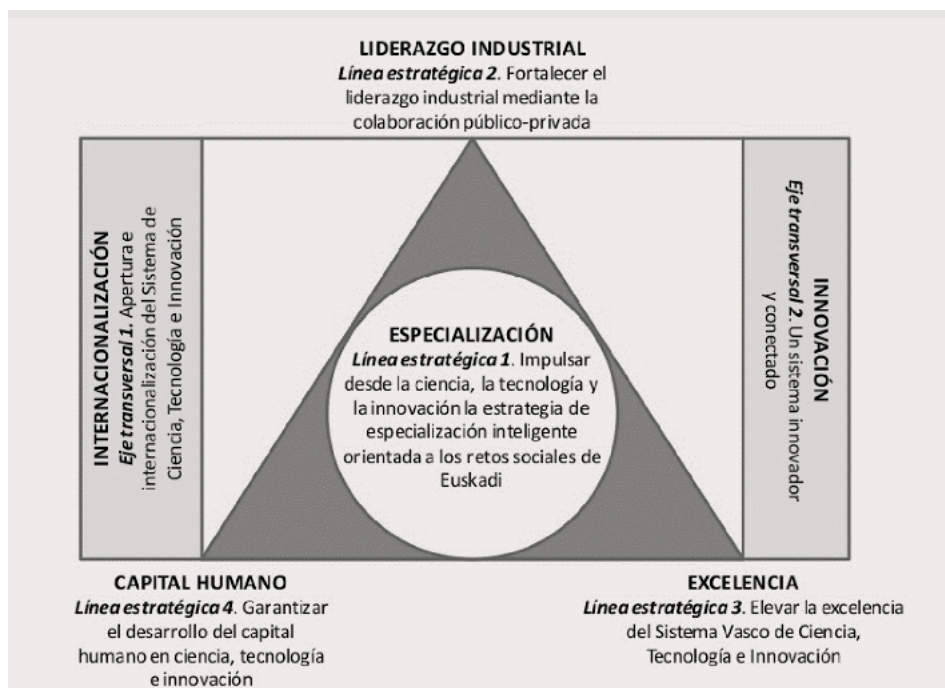 LIDERAZGO INDUSTRIAL
Línea estratégica 2. Fortalecer el
liderazgo industrial mediante la
colaboración público-privada
INTERNACIONALIZACIÓN
Eje transversal 1. Apertura e
internacionalización del Sistema de
Ciencia, Tecnología e Innovación
ESPECIALIZACIÓN
Línea estratégica 1. Impulsar
desde la ciencia, la tecnología y
la innovación la estrategia de
especialización inteligente
orientada a los retos sociales de
Euskadi
INNOVACIÓN
Eje transversal 2. Un sistema innovador
y conectado
CAPITAL HUMANO
Línea estratégica 4. Garantizar
el desarrollo del capital
humano en ciencia, tecnología
e innovación
EXCELENCIA
Línea estratégica 3. Elevar la excelencia
del Sistema Vasco de Ciencia,
Tecnología e Innovación